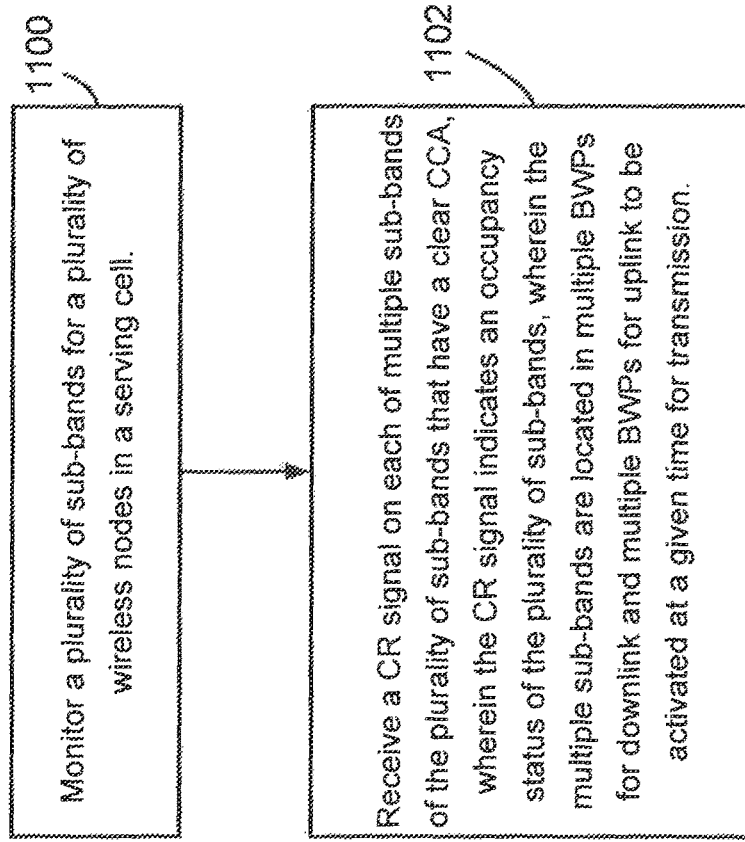 1100
Monitor a plurality of sub-bands for a plurality of
wireless nodes in a serving cell.
1102
Receive a CR signal on each of multiple sub-bands
of the plurality of sub-bands that have a clear CCA,
wherein the CR signal indicates an occupancy
status of the plurality of sub-bands, wherein the
multiple sub-bands are located in multiple BWPs
for downlink and multiple BWPs for uplink to be
activated at a given time for transmission.